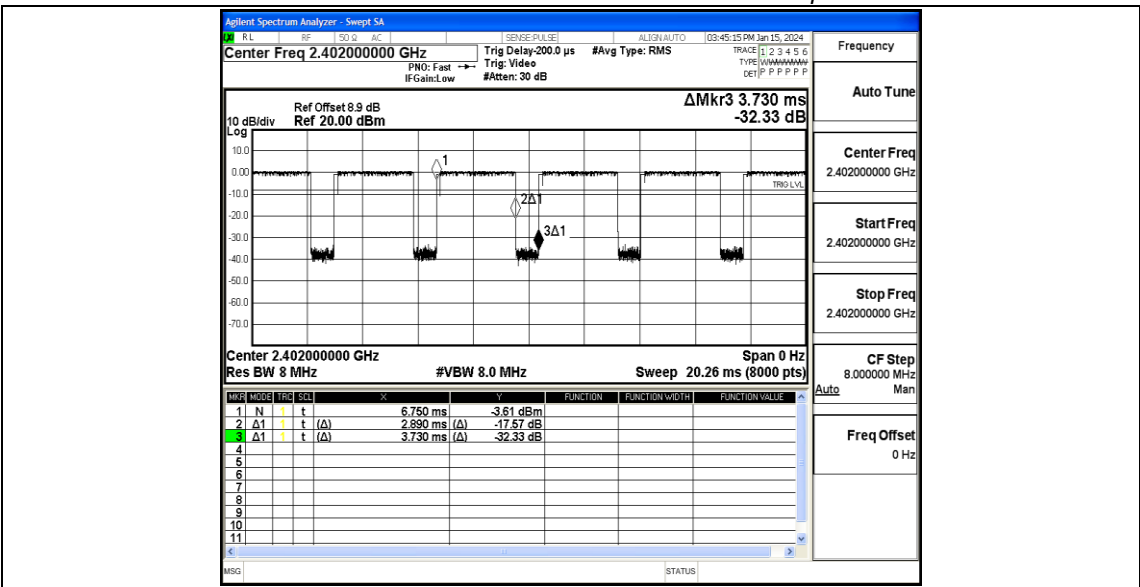 Agilent Spectrum Analyzer - Swept SA
RL RF 50 Ω AC SENSE:PULSE ALIGNAUTO 03:45:15 PM Jan 15, 2024
Center Freq 2.402000000 GHz
PNO: Fast
IFGain:Low
Trig Delay-200.0 µs
Trig: Video
#Atten: 30 dB
#Avg Type: RMS
TRACE 1 2 3 4 5 6
TYPE
DET P P P P P P
ΔMkr3 3.730 ms
-32.33 dB
Ref Offset 8.9 dB
10 dB/div Ref 20.00 dBm
Log
10.0
0.00
-10.0
-20.0
-30.0
-40.0
-50.0
-60.0
-70.0
1
2Δ1
3Δ1
TRIG LVL
Center 2.402000000 GHz Span 0 Hz
Res BW 8 MHz #VBW 8.0 MHz Sweep 20.26 ms (8000 pts)
MKR MODE TRC SCL X Y FUNCTION FUNCTION WIDTH FUNCTION VALUE
1 N 1 t 6.750 ms -3.61 dBm
2 Δ1 1 t (Δ) 2.890 ms (Δ) -17.57 dB
3 Δ1 1 t (Δ) 3.730 ms (Δ) -32.33 dB
4
5
6
7
8
9
10
11
MSG STATUS
Frequency
Auto Tune
Center Freq
2.402000000 GHz
Start Freq
2.402000000 GHz
Stop Freq
2.402000000 GHz
CF Step
8.000000 MHz
Auto Man
Freq Offset
0 Hz